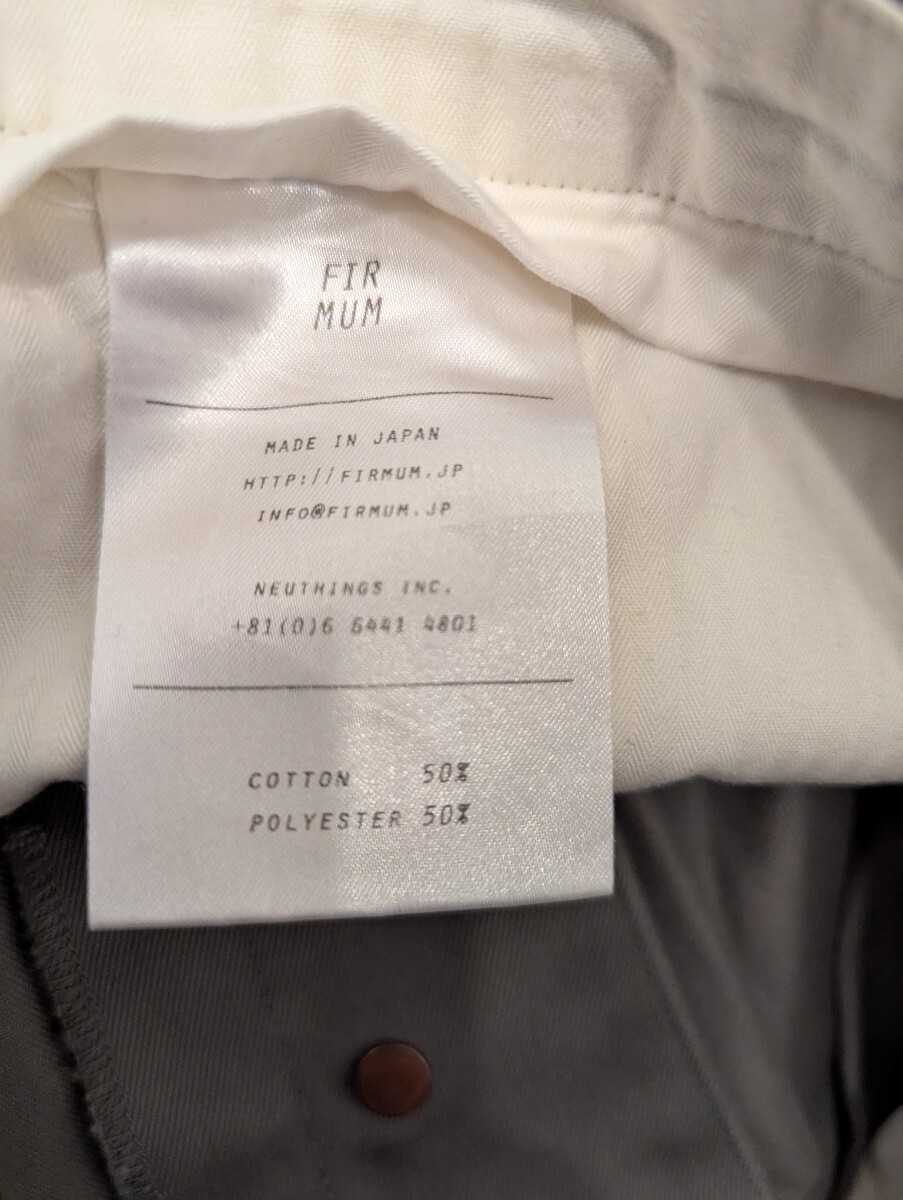 FIR
MUM
MADE IN JAPAN
HTTP://FIRMUM.JP
INFO@FIRMUM.JP
NEUTHINGS INC.
+81(0)6 6441 4801
COTTON 50%
POLYESTER 50%